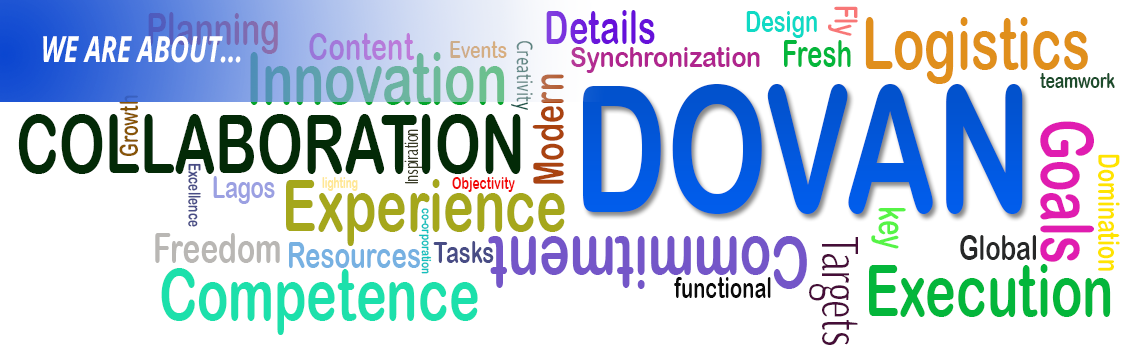 Planning
WE ARE ABOUT...
Content
Events
Creativity
Innovation
Details
Synchronization
Design
Fly
Fresh
Logistics
teamwork
Growth
COLLABORATION
Inspiration
Modern
DOVAN
Goals
Domination
Excellence
Lagos
lighting
Objectivity
Experience
co-orporation
key
Freedom
Resources
Tasks
Commitment
functional
Targets
Global
Competence
Execution